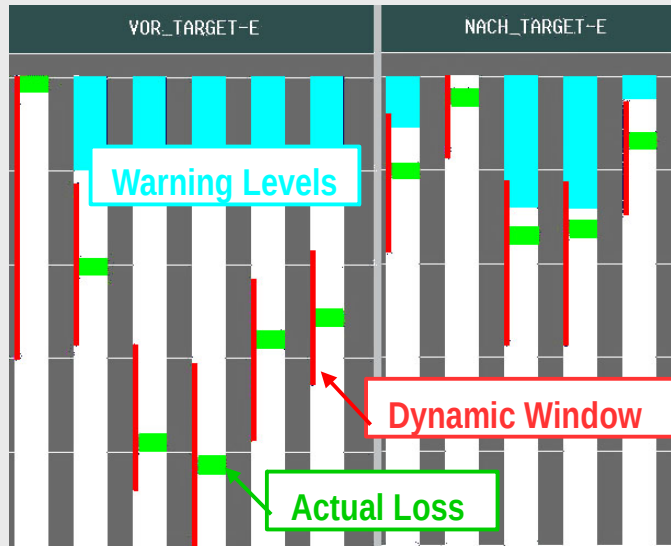 VOR_TARGET-E
NACH_TARGET-E
Warning Levels
Dynamic Window
Actual Loss